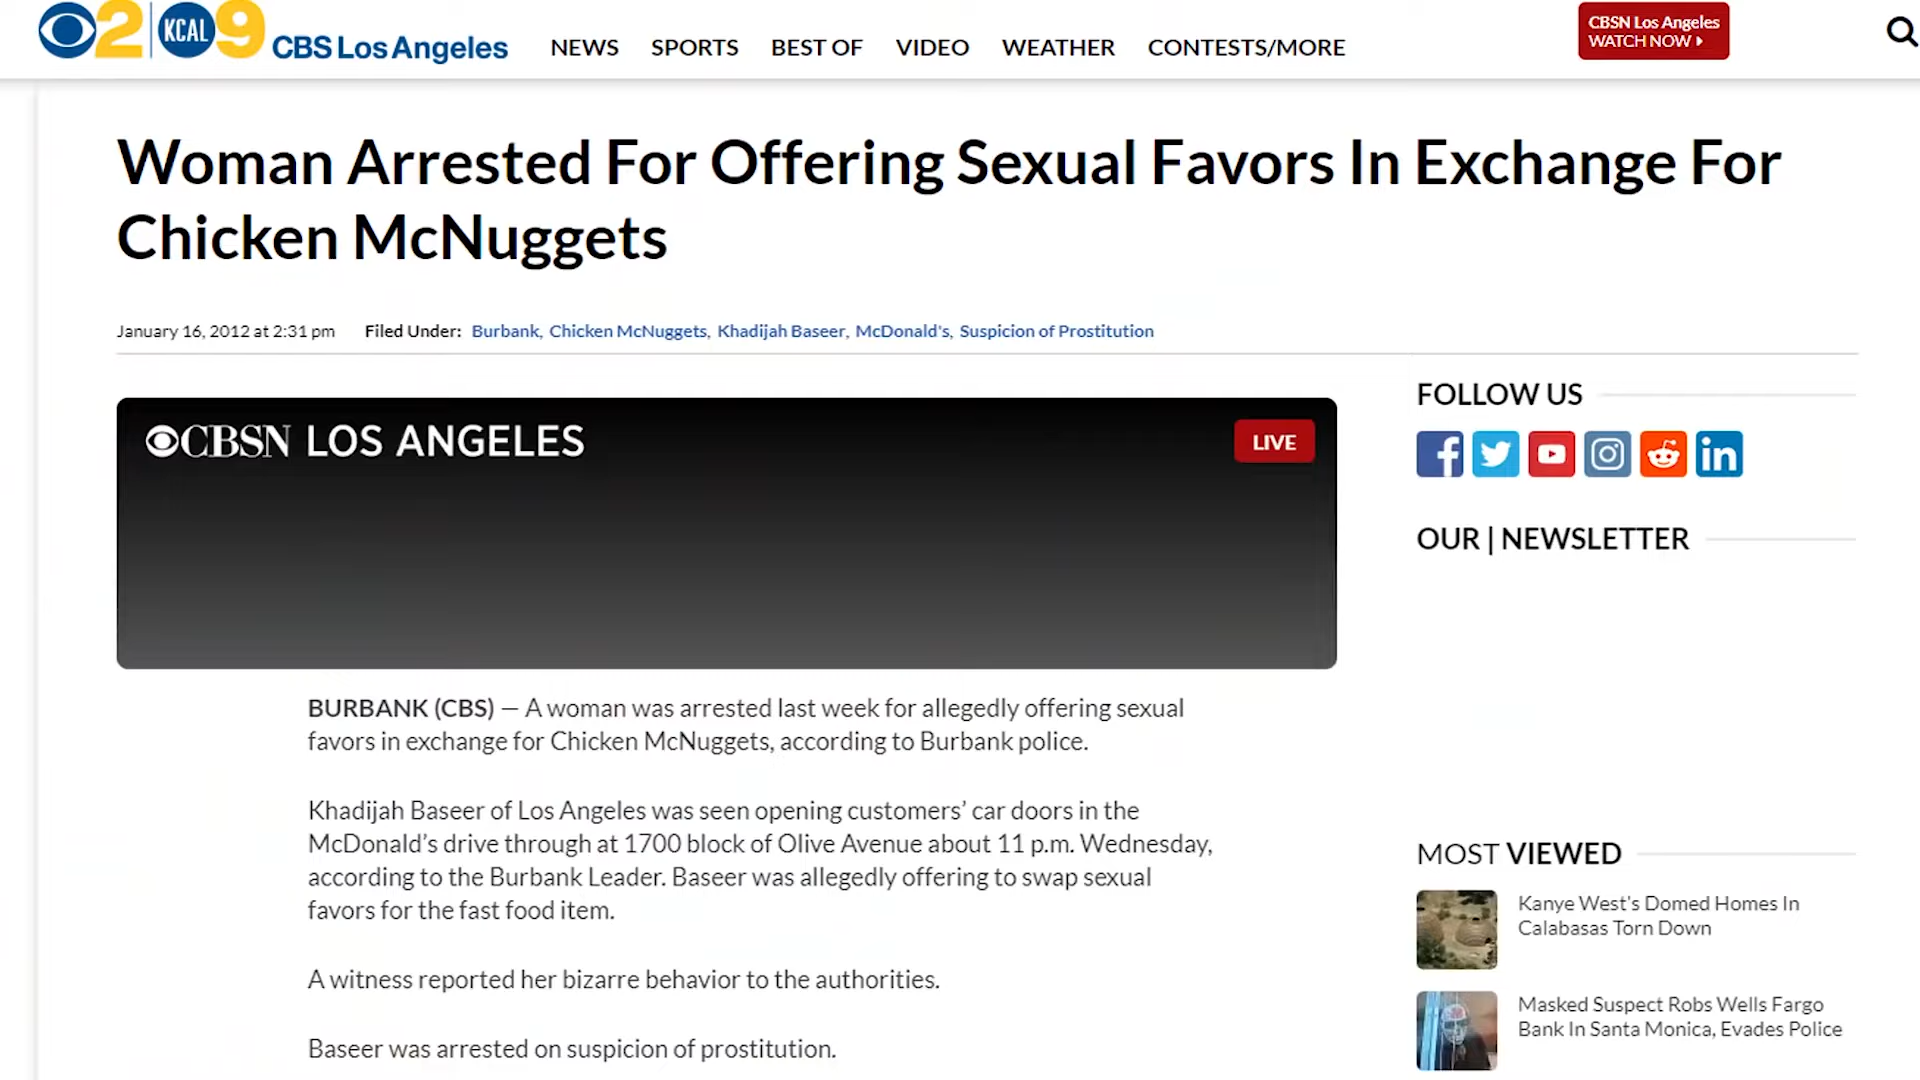 2 KCAL 9 CBS Los Angeles
NEWS SPORTS BEST OF VIDEO WEATHER CONTESTS/MORE
CBSN Los Angeles
WATCH NOW
Woman Arrested For Offering Sexual Favors In Exchange For
Chicken McNuggets
January 16, 2012 at 2:31 pm Filed Under: Burbank, Chicken McNuggets, Khadijah Baseer, McDonald's, Suspicion of Prostitution
CBSN LOS ANGELES
LIVE
BURBANK (CBS) — A woman was arrested last week for allegedly offering sexual
favors in exchange for Chicken McNuggets, according to Burbank police.
Khadijah Baseer of Los Angeles was seen opening customers’ car doors in the
McDonald’s drive through at 1700 block of Olive Avenue about 11 p.m. Wednesday,
according to the Burbank Leader. Baseer was allegedly offering to swap sexual
favors for the fast food item.
A witness reported her bizarre behavior to the authorities.
Baseer was arrested on suspicion of prostitution.
FOLLOW US
OUR | NEWSLETTER
MOST VIEWED
Kanye West's Domed Homes In
Calabasas Torn Down
Masked Suspect Robs Wells Fargo
Bank In Santa Monica, Evades Police